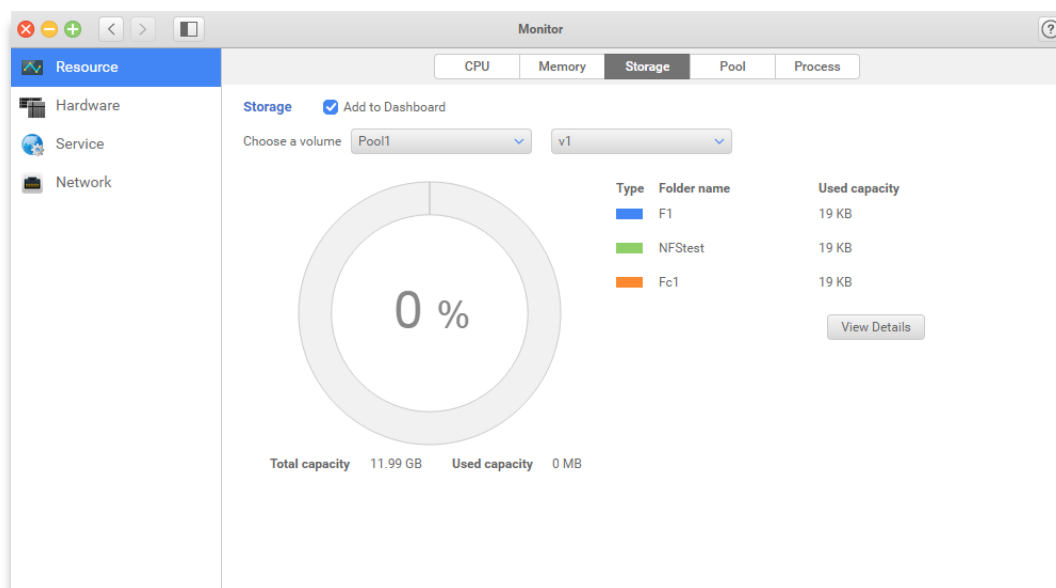 Monitor
?
Resource
Hardware
Service
Network
CPU Memory Storage Pool Process
Storage Add to Dashboard
Choose a volume Pool1 v1
Type Folder name Used capacity
F1 19 KB
NFStest 19 KB
Fc1 19 KB
View Details
0 %
Total capacity 11.99 GB Used capacity 0 MB